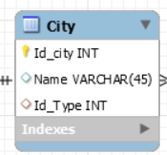 City
Id_city INT
Name VARCHAR(45)
Id_Type INT
Indexes